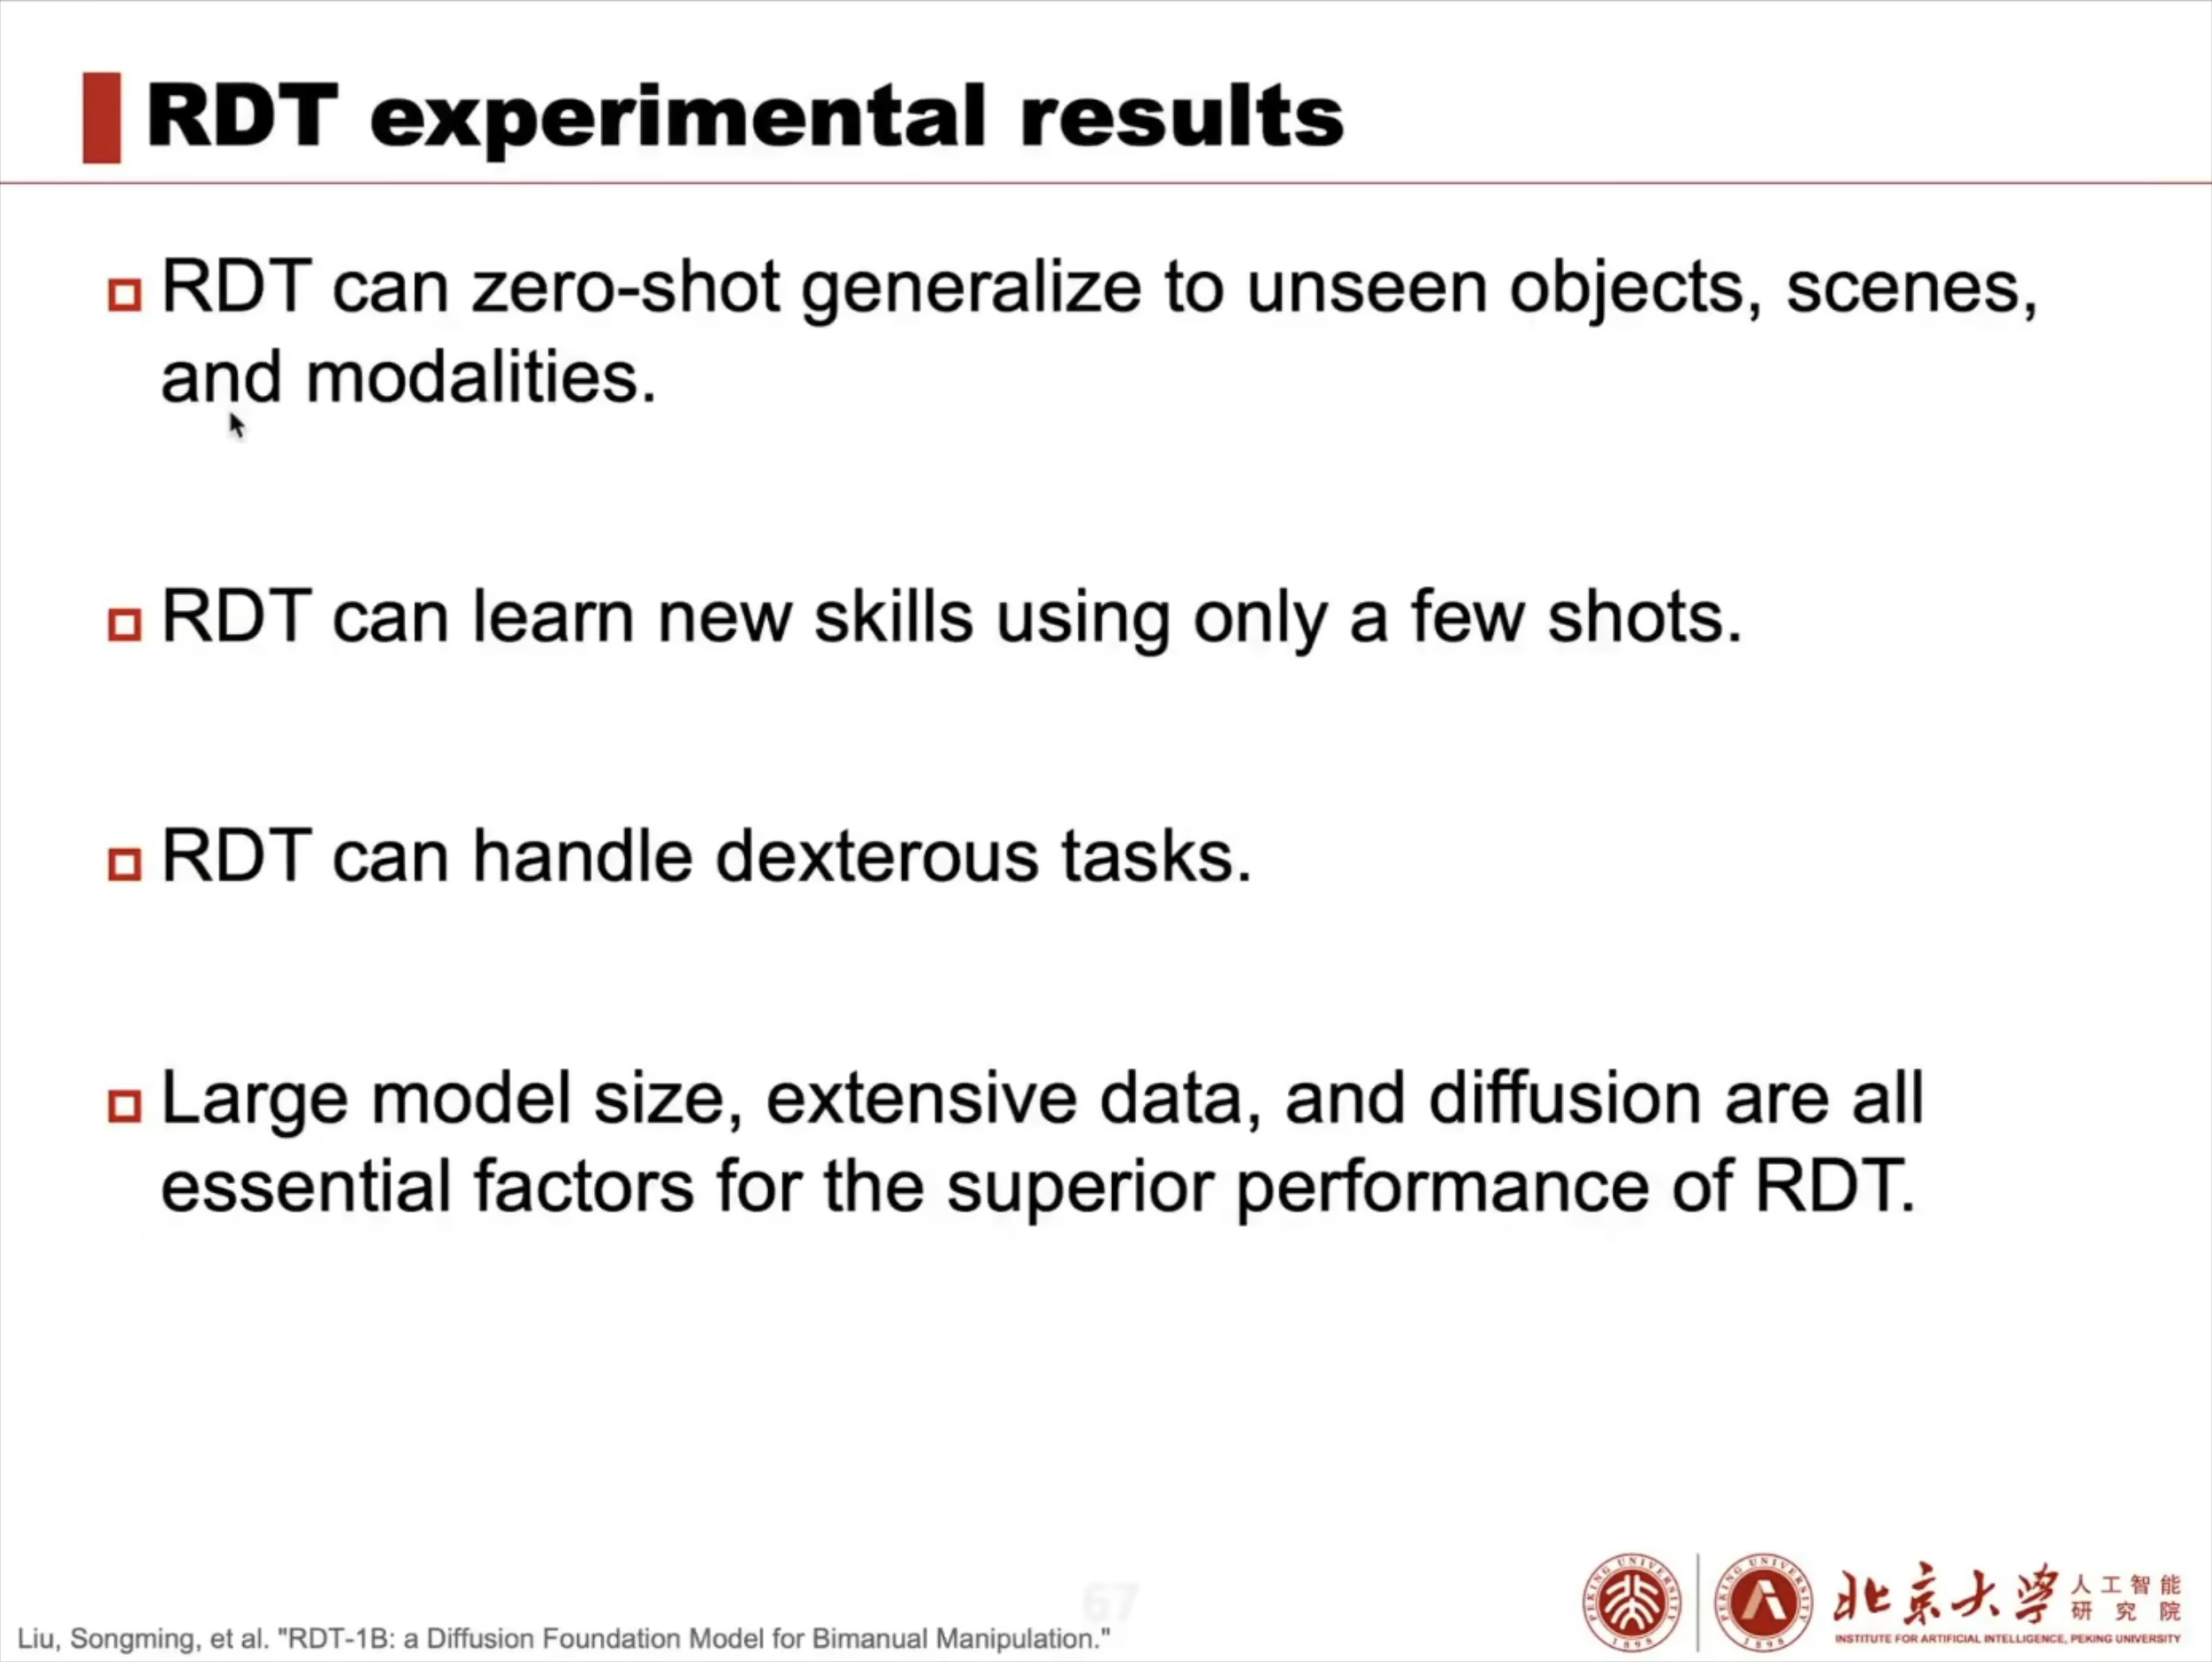 RDT experimental results
RDT can zero-shot generalize to unseen objects, scenes,
and modalities.
RDT can learn new skills using only a few shots.
RDT can handle dexterous tasks.
Large model size, extensive data, and diffusion are all
essential factors for the superior performance of RDT.
67
Liu, Songming, et al. "RDT-1B: a Diffusion Foundation Model for Bimanual Manipulation."
PEKING UNIVERSITY
1898
PEKING UNIVERSITY
1898
北京大学
人工智能
研究院
INSTITUTE FOR ARTIFICIAL INTELLIGENCE, PEKING UNIVERSITY